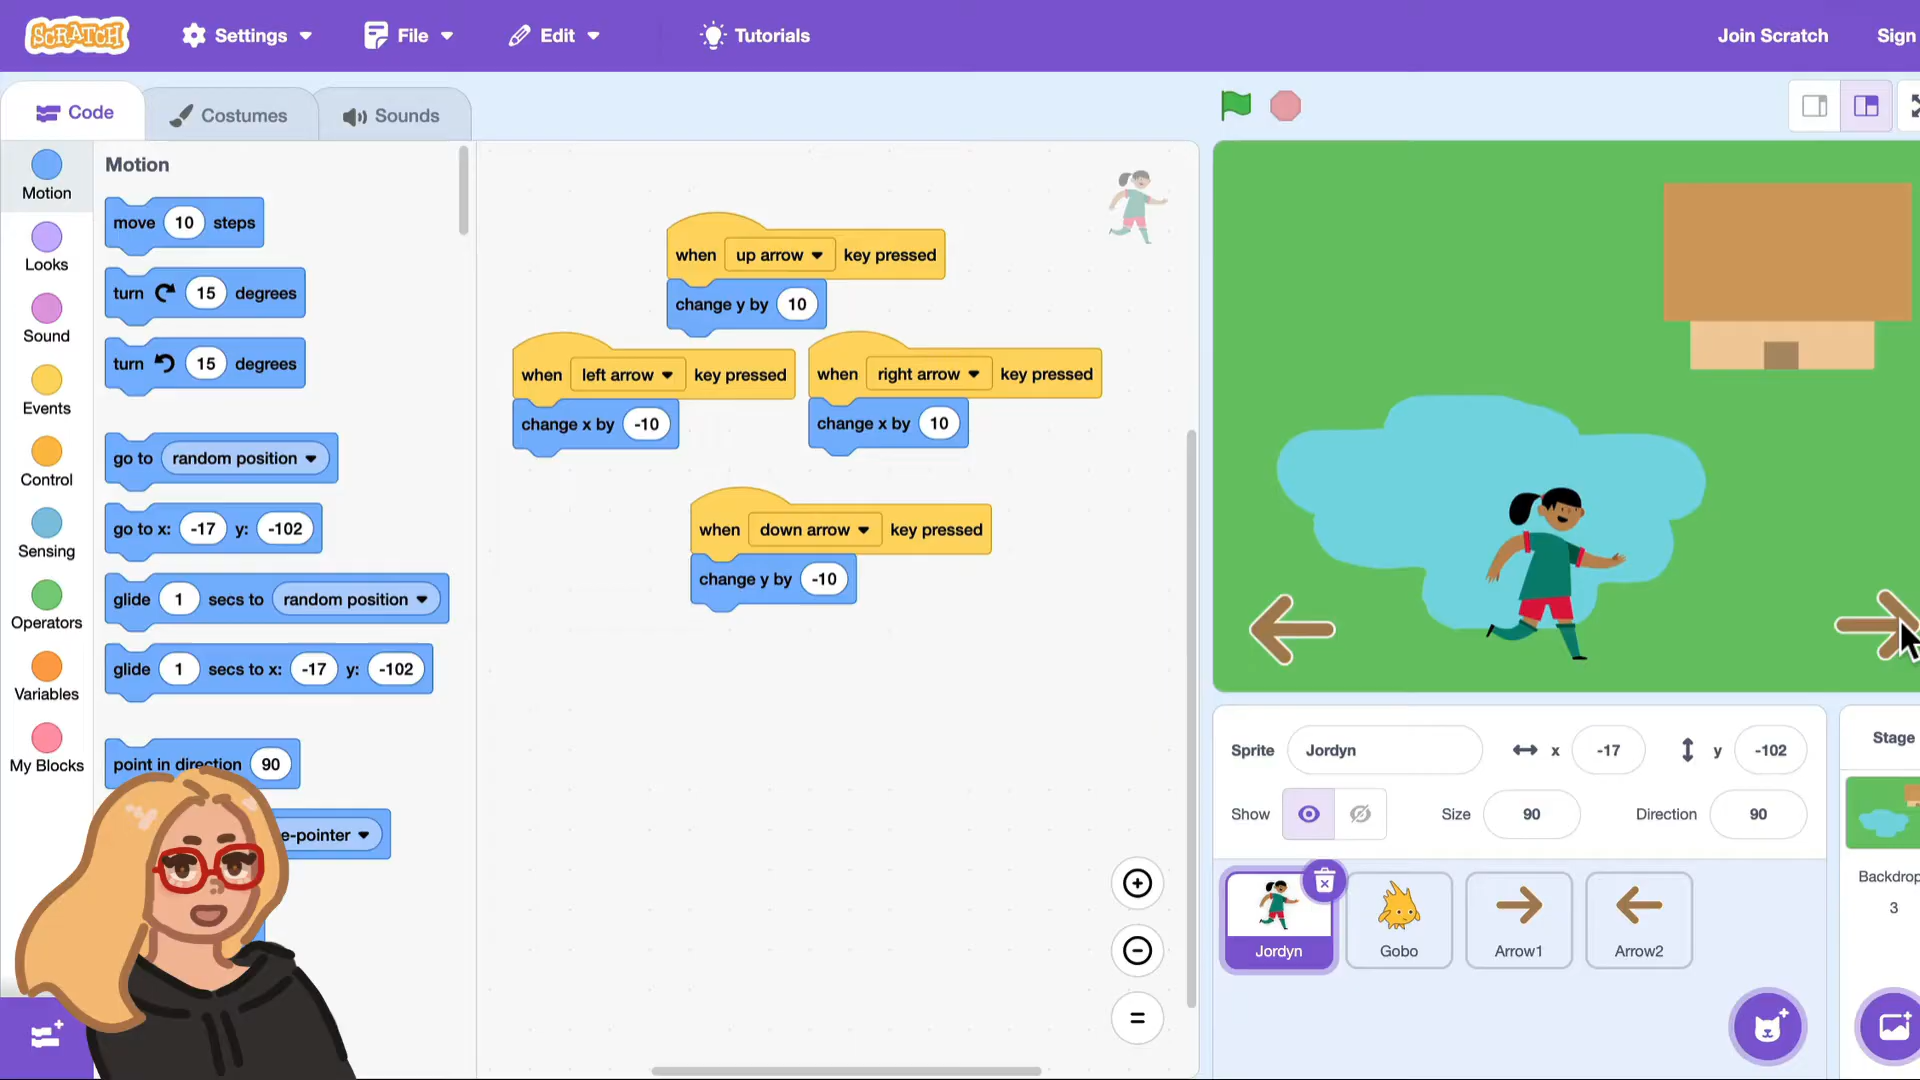 SCRATCH Settings File Edit Tutorials Join Scratch Sign
Code Costumes Sounds
Motion
Looks
Sound
Events
Control
Sensing
Operators
Variables
My Blocks
Motion
move 10 steps
turn 15 degrees
turn 15 degrees
go to random position
go to x: -17 y: -102
glide 1 secs to random position
glide 1 secs to x: -17 y: -102
point in direction 90
e-pointer
when up arrow key pressed
change y by 10
when left arrow key pressed
change x by -10
when right arrow key pressed
change x by 10
when down arrow key pressed
change y by -10
Sprite Jordyn x -17 y -102
Show Size 90 Direction 90
Jordyn Gobo Arrow1 Arrow2
Stage
Backdrop
3